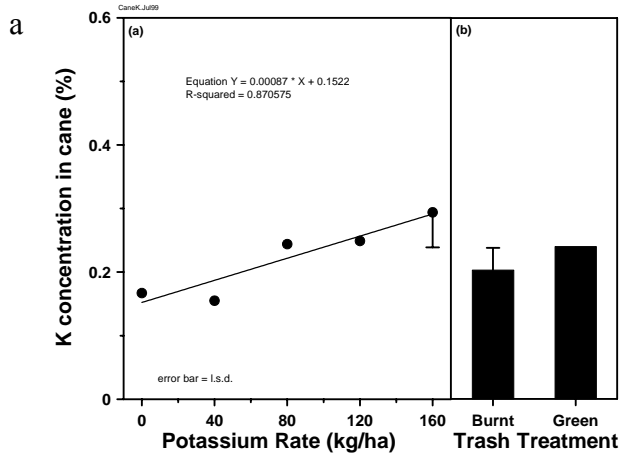 CaneK.Jul99
a
K concentration in cane (%)
0.6
0.4
0.2
0
(a)
Equation Y = 0.00087 * X + 0.1522
R-squared = 0.870575
error bar = l.s.d.
0 40 80 120 160
Potassium Rate (kg/ha)
(b)
Burnt Green
Trash Treatment